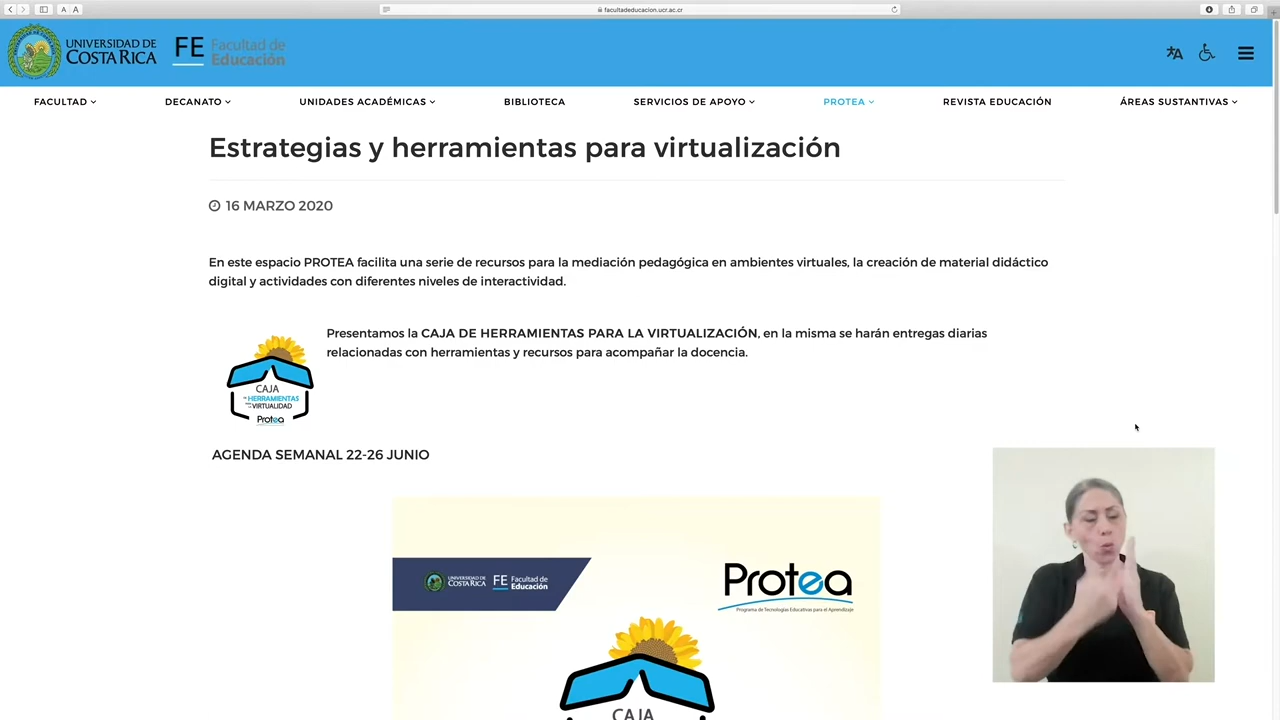 A A
facultadeducacion.ucr.ac.cr
UNIVERSIDAD DE
COSTA RICA
FE
Facultad de
Educación
FACULTAD
DECANATO
UNIDADES ACADÉMICAS
BIBLIOTECA
SERVICIOS DE APOYO
PROTEA
REVISTA EDUCACIÓN
ÁREAS SUSTANTIVAS
Estrategias y herramientas para virtualización
16 MARZO 2020
En este espacio PROTEA facilita una serie de recursos para la mediación pedagógica en ambientes virtuales, la creación de material didáctico
digital y actividades con diferentes niveles de interactividad.
Presentamos la CAJA DE HERRAMIENTAS PARA LA VIRTUALIZACIÓN, en la misma se harán entregas diarias
relacionadas con herramientas y recursos para acompañar la docencia.
CAJA
DE HERRAMIENTAS
VIRTUALIDAD
Protea
AGENDA SEMANAL 22-26 JUNIO
UNIVERSIDAD DE
COSTA RICA
FE
Facultad de
Educación
Protea
Programa de Tecnologías Educativas para el Aprendizaje
CAJA